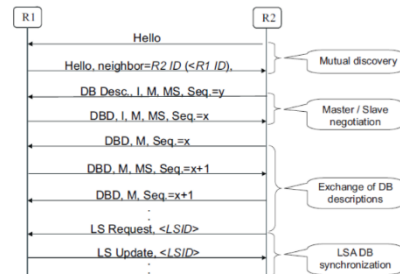 R1
R2
Hello
Hello, neighbor=R2 ID (<R1 ID),
Mutual discovery
DB Desc., I, M, MS, Seq.=y
DBD, I, M, MS, Seq.=x
Master / Slave
negotiation
DBD, M, Seq.=x
DBD, M, MS, Seq.=x+1
DBD, M, Seq.=x+1
Exchange of DB
descriptions
LS Request, <LSID>
LS Update, <LSID>
LSA DB
synchronization